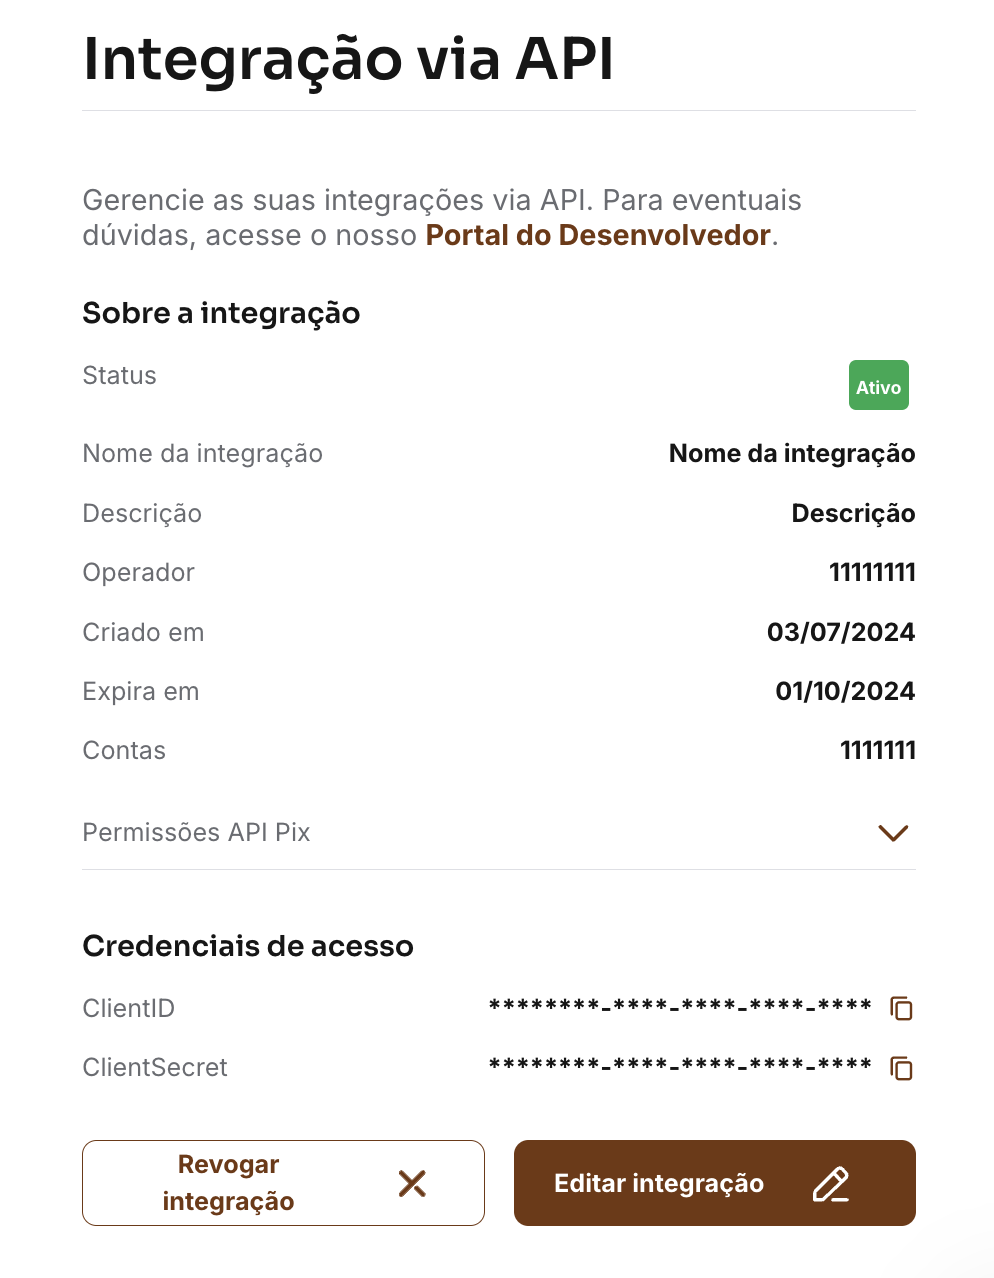 Integração via API
Gerencie as suas integrações via API. Para eventuais
dúvidas, acesse o nosso Portal do Desenvolvedor.
Sobre a integração
Status Ativo
Nome da integração Nome da integração
Descrição Descrição
Operador 11111111
Criado em 03/07/2024
Expira em 01/10/2024
Contas 1111111
Permissões API Pix
Credenciais de acesso
ClientID ********-****-****-****-****
ClientSecret ********-****-****-****-****
Revogar
integração
Editar integração